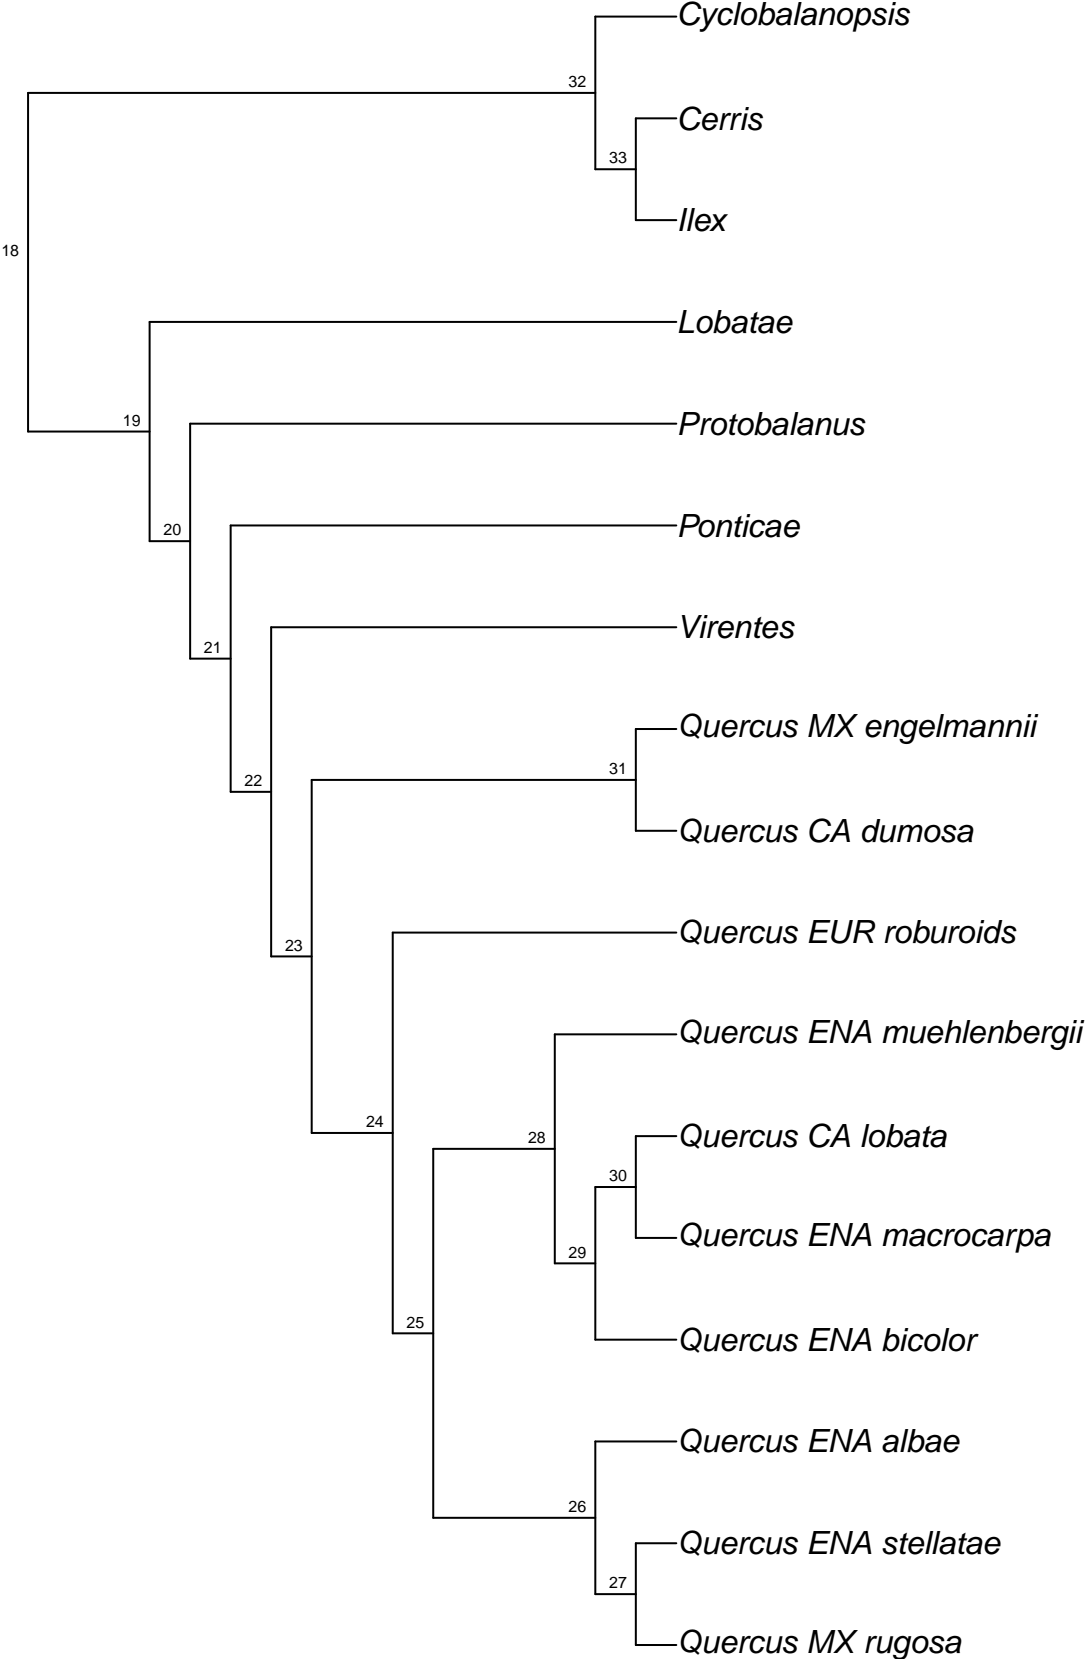 Cyclobalanopsis
32
Cerris
33
Ilex
18
Lobatae
19
Protobalanus
20
Ponticae
21
Virentes
Quercus MX engelmannii
31
22
Quercus CA dumosa
Quercus EUR roburoids
23
Quercus ENA muehlenbergii
24
28
Quercus CA lobata
30
Quercus ENA macrocarpa
29
25
Quercus ENA bicolor
Quercus ENA albae
26
Quercus ENA stellatae
27
Quercus MX rugosa